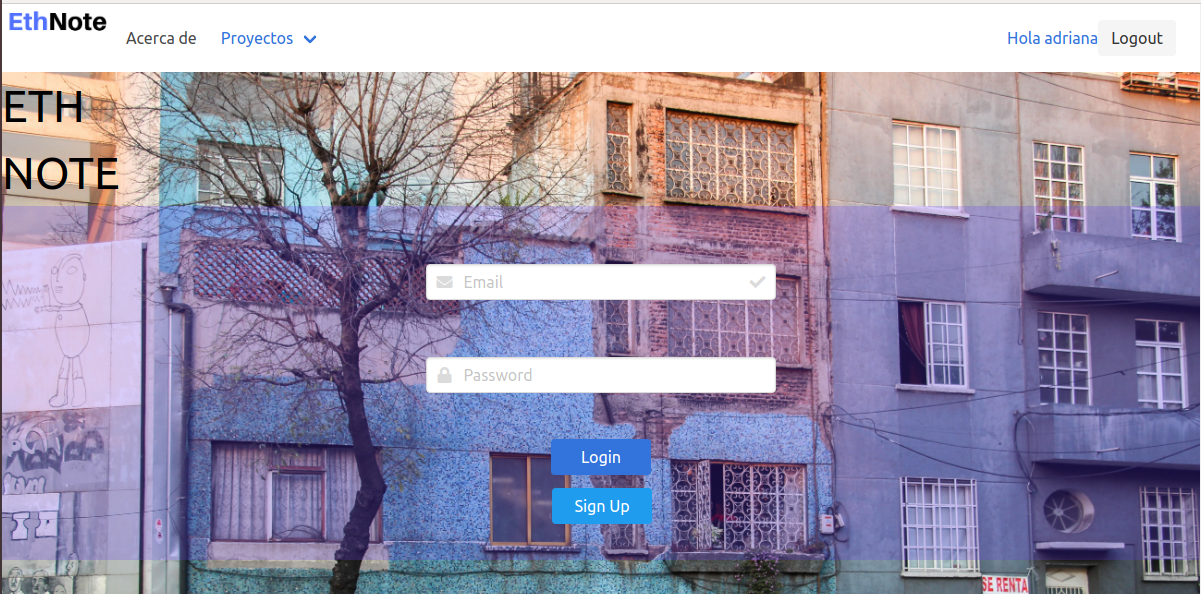 EthNote
Acerca de
Proyectos
Hola adriana
Logout
ETH
NOTE
Email
Password
Login
Sign Up
SE RENTA